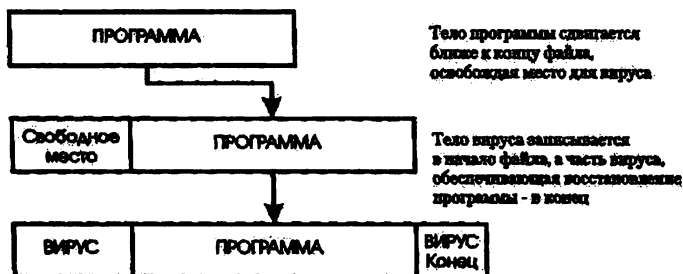 ПРОГРАММА
Тело программы сдвигается
ближе к концу файла,
освобождая место для вируса
Свободное
место
ПРОГРАММА
Тело вируса записывается
в начало файла, а часть вируса,
обеспечивающая восстановление
программы - в конец
ВИРУС
ПРОГРАММА
ВИРУС
Конец